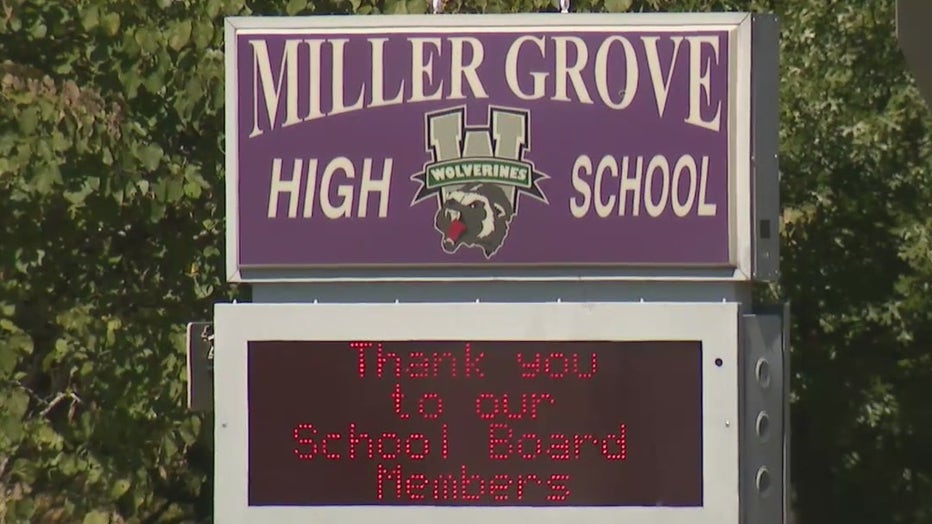 MILLER GROVE
W
WOLVERINES
HIGH SCHOOL
Thank you
to our
School Board
Members